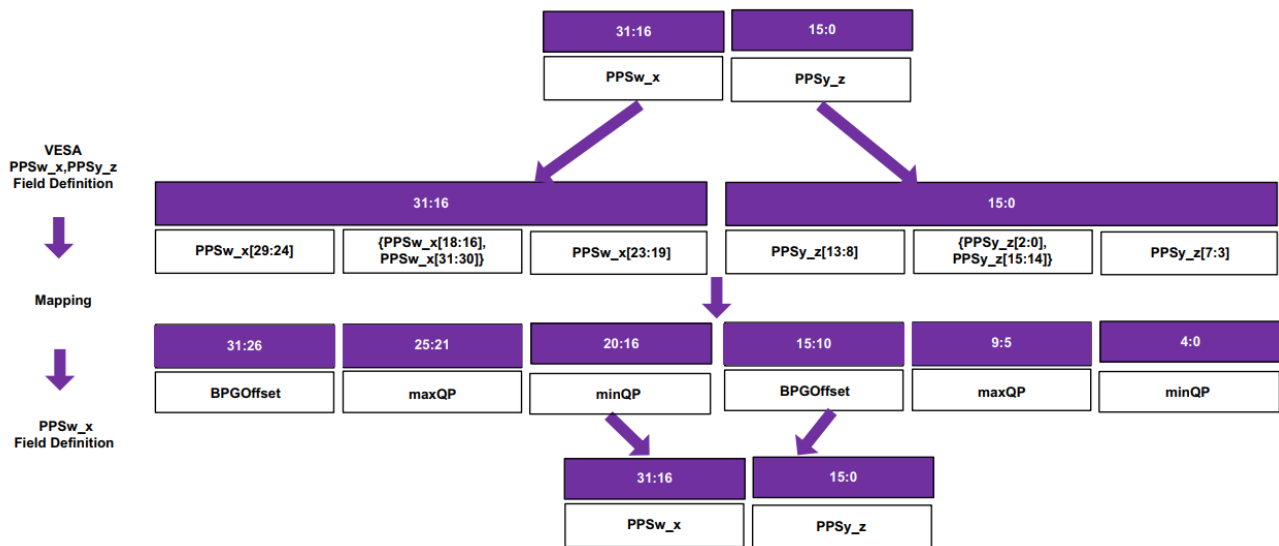 31:16 15:0
PPSw_x PPSy_z
VESA
PPSw_x,PPSy_z
Field Definition
31:16 15:0
PPSw_x[29:24] {PPSw_x[18:16], PPSw_x[31:30]} PPSw_x[23:19] PPSy_z[13:8] {PPSy_z[2:0], PPSy_z[15:14]} PPSy_z[7:3]
Mapping
31:26 25:21 20:16 15:10 9:5 4:0
BPGOffset maxQP minQP BPGOffset maxQP minQP
PPSw_x
Field Definition
31:16 15:0
PPSw_x PPSy_z